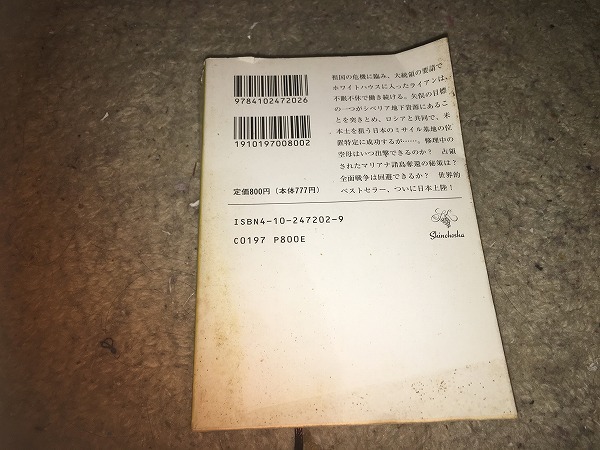 9784102472026
1910197008002
定価800円（本体777円）
ISBN4-10-247202-9
C0197 P800E
祖国の危機に臨み、大統領の要請で
ホワイトハウスに入ったライアンは、
不眠不休で働き続ける。矢俣の目標
の一つがシベリア地下資源にあるこ
とを突きとめ、ロシアと共同で、米
本土を狙う日本のミサイル基地の位
置特定に成功するが……。修理中の
空母はいつ出撃できるのか？ 占領
されたマリアナ諸島奪還の秘策は？
全面戦争は回避できるか？ 世界的
ベストセラー、ついに日本上陸！
Shinchosha